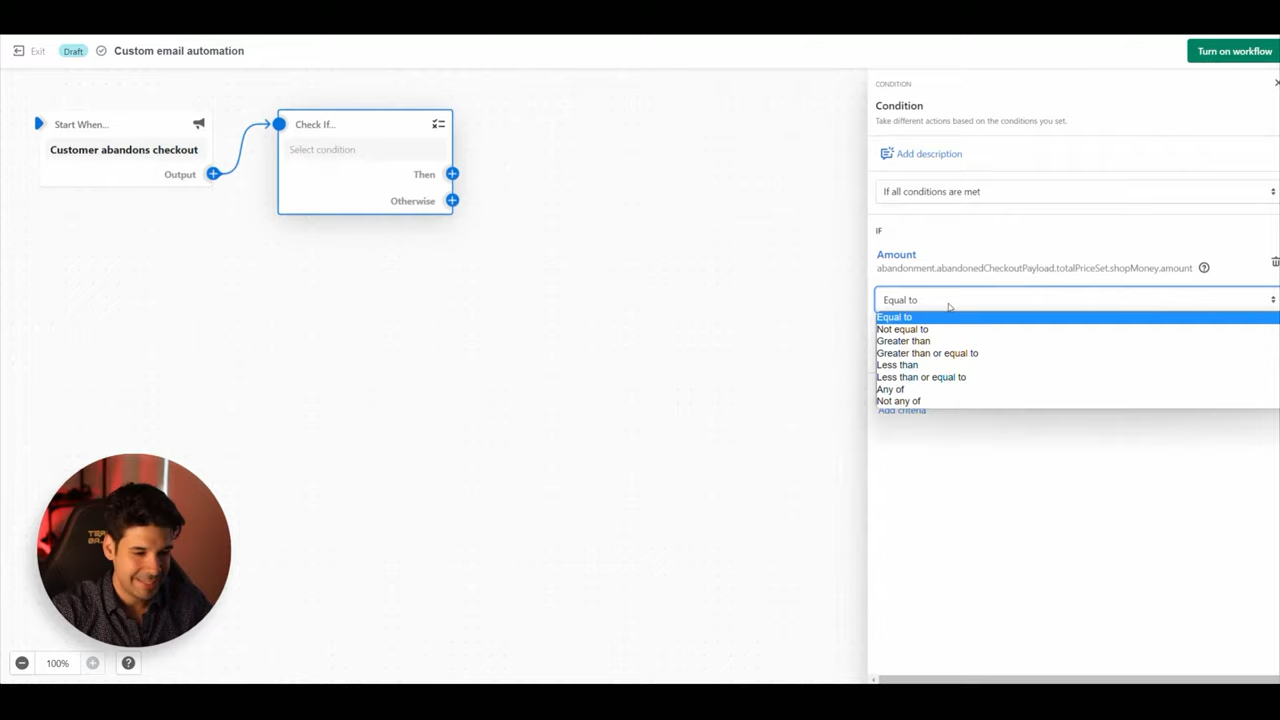 Exit Draft Custom email automation
Turn on workflow
Start When...
Customer abandons checkout
Output
Check If...
Select condition
Then
Otherwise
CONDITION
Condition
Take different actions based on the conditions you set.
Add description
If all conditions are met
IF
Amount
abandonment.abandonedCheckoutPayload.totalPriceSet.shopMoney.amount
Equal to
Equal to
Not equal to
Greater than
Greater than or equal to
Less than
Less than or equal to
Any of
Not any of
Add criteria
100%